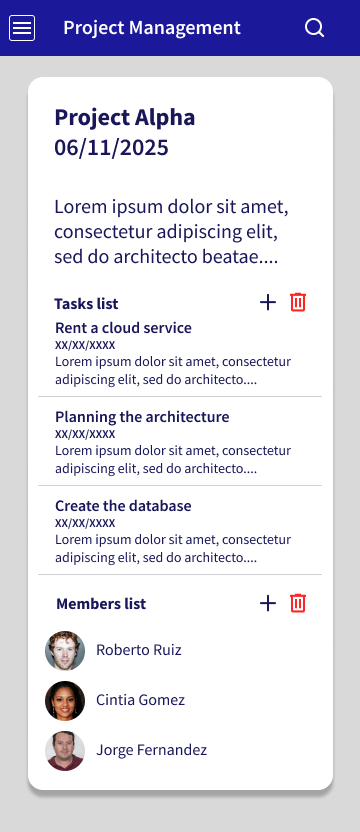 Project Management
Project Alpha
06/11/2025
Lorem ipsum dolor sit amet,
consectetur adipiscing elit,
sed do architecto beatae....
Tasks list
Rent a cloud service
xx/xx/xxxx
Lorem ipsum dolor sit amet, consectetur
adipiscing elit, sed do architecto....
Planning the architecture
xx/xx/xxxx
Lorem ipsum dolor sit amet, consectetur
adipiscing elit, sed do architecto....
Create the database
xx/xx/xxxx
Lorem ipsum dolor sit amet, consectetur
adipiscing elit, sed do architecto....
Members list
Roberto Ruiz
Cintia Gomez
Jorge Fernandez